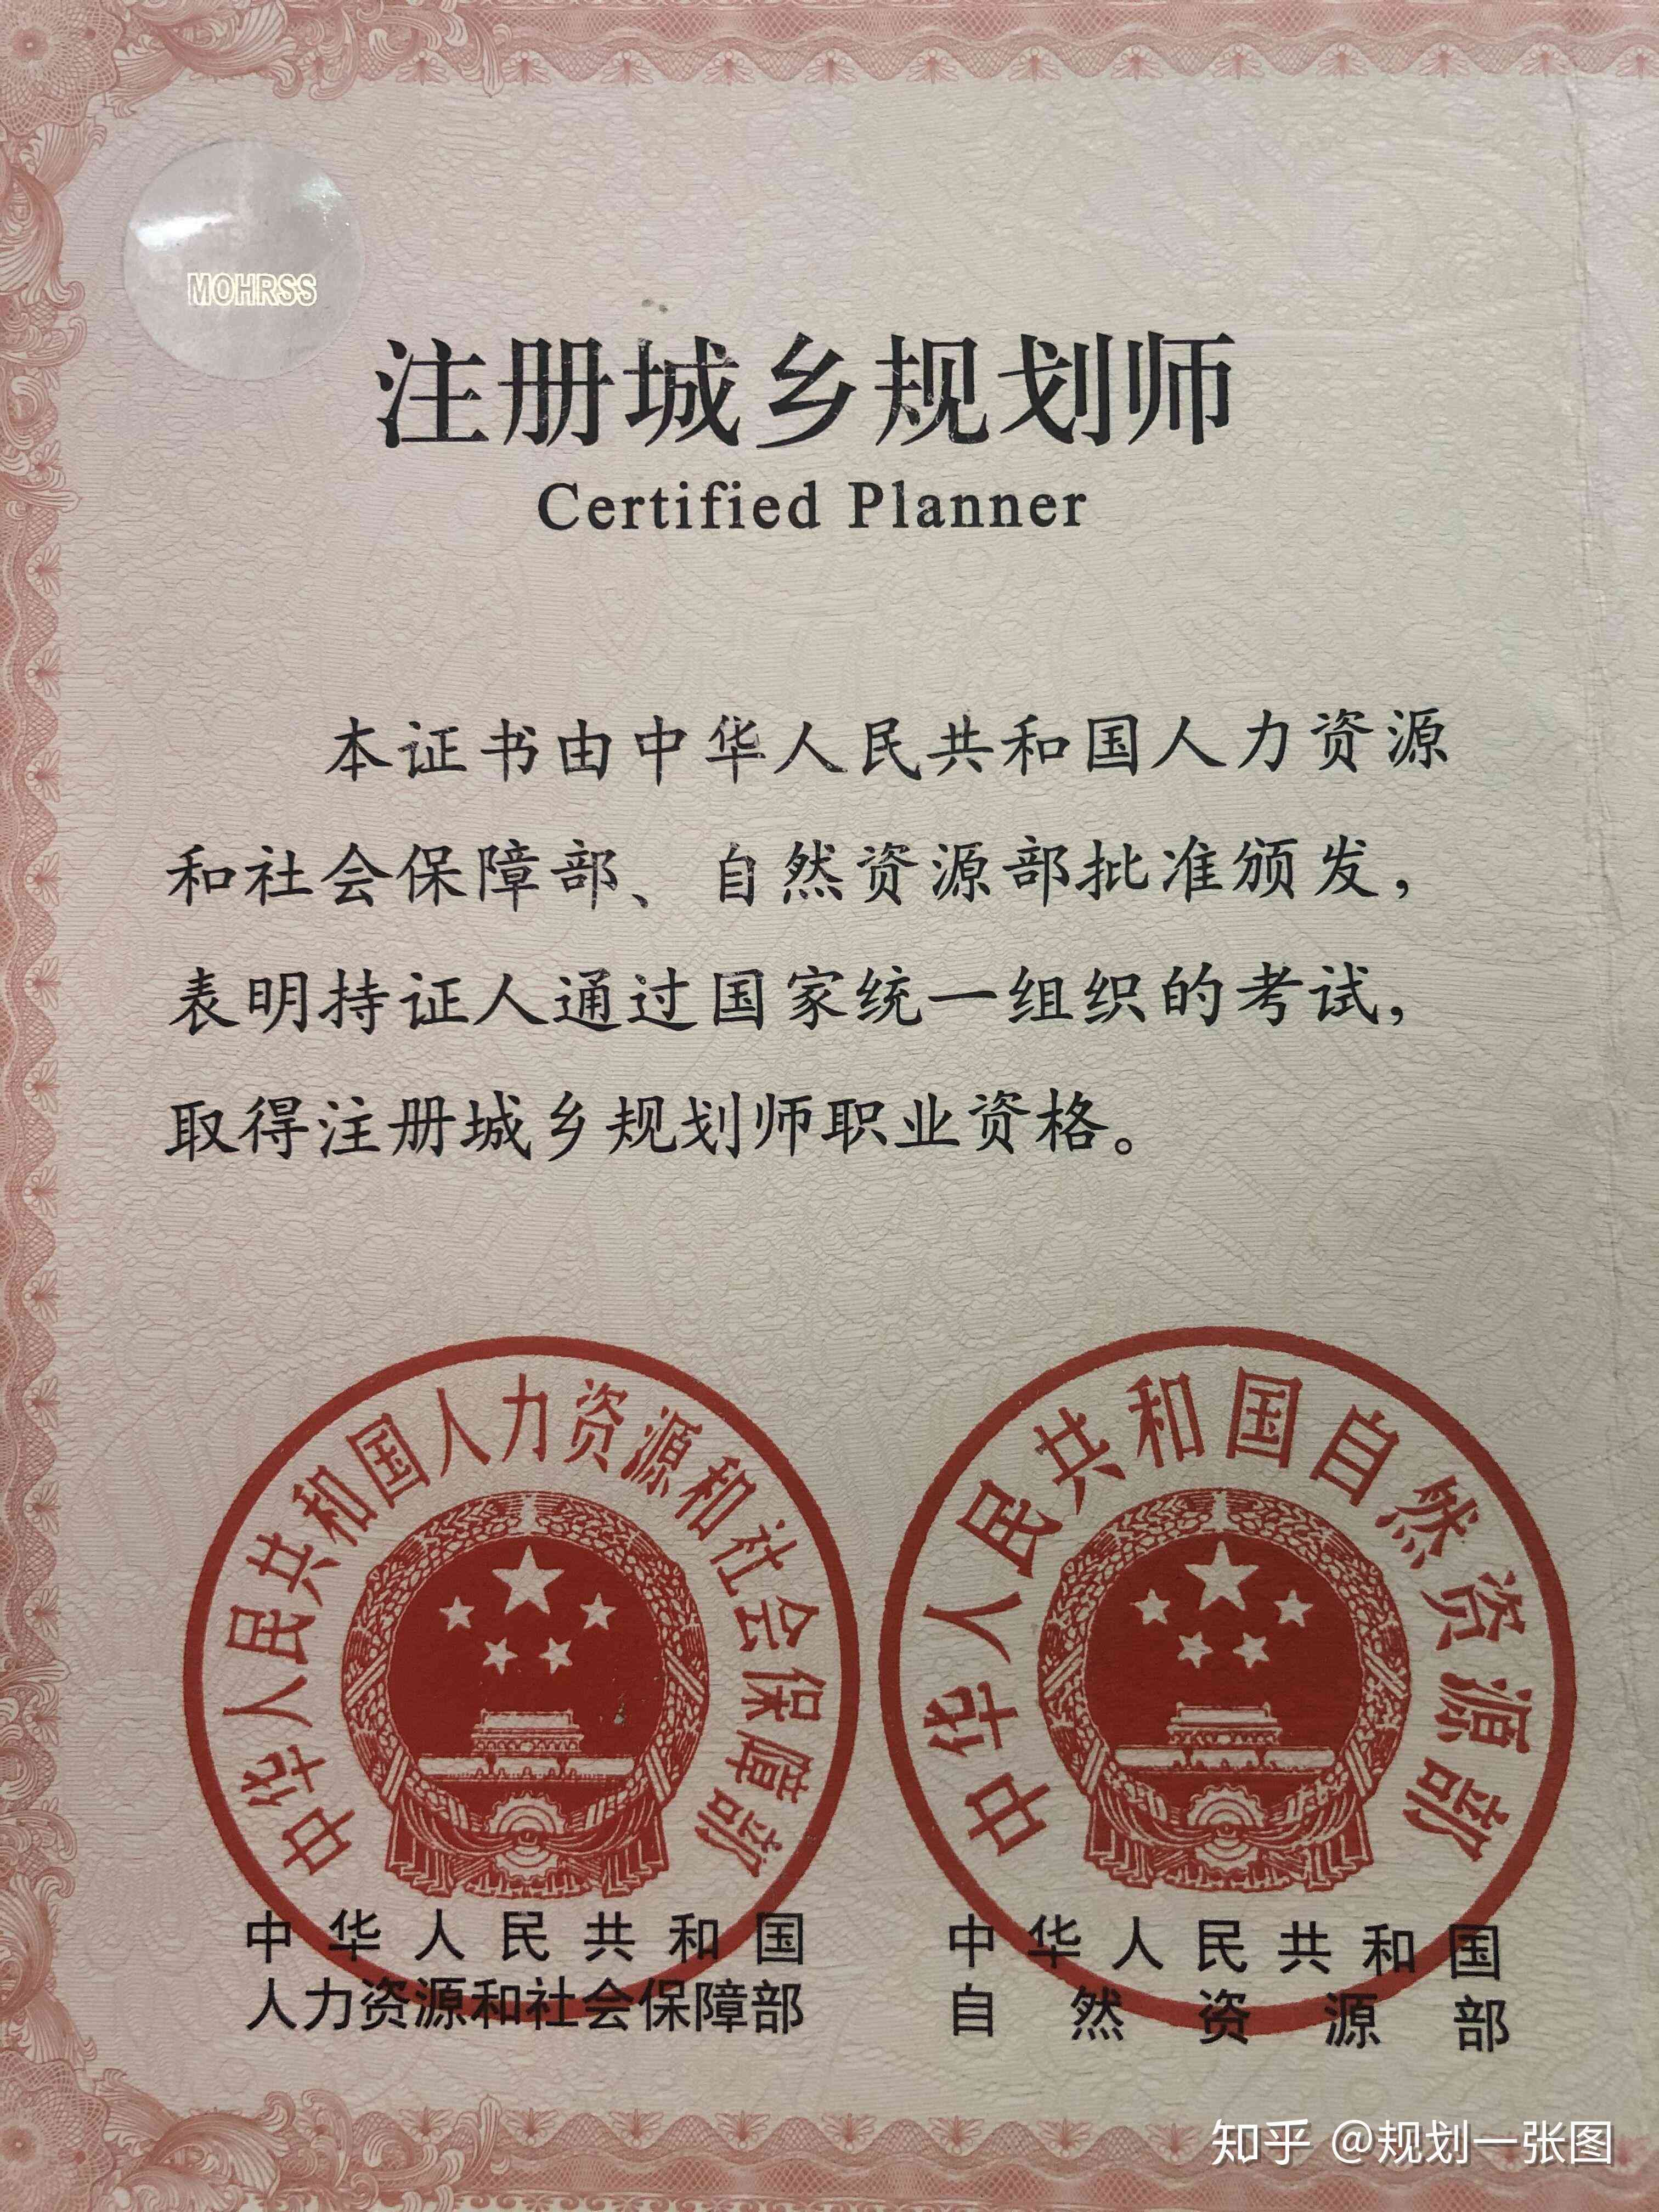 MOHRSS
注册城乡规划师
Certified Planner
本证书由中华人民共和国人力资源
和社会保障部、自然资源部批准颁发，
表明持证人通过国家统一组织的考试，
取得注册城乡规划师职业资格。
中华人民共和国人力资源和社会保障部
中华人民共和国自然资源部
中华人民共和国
人力资源和社会保障部
中华人民共和国
自然资源部
知乎 @规划一张图